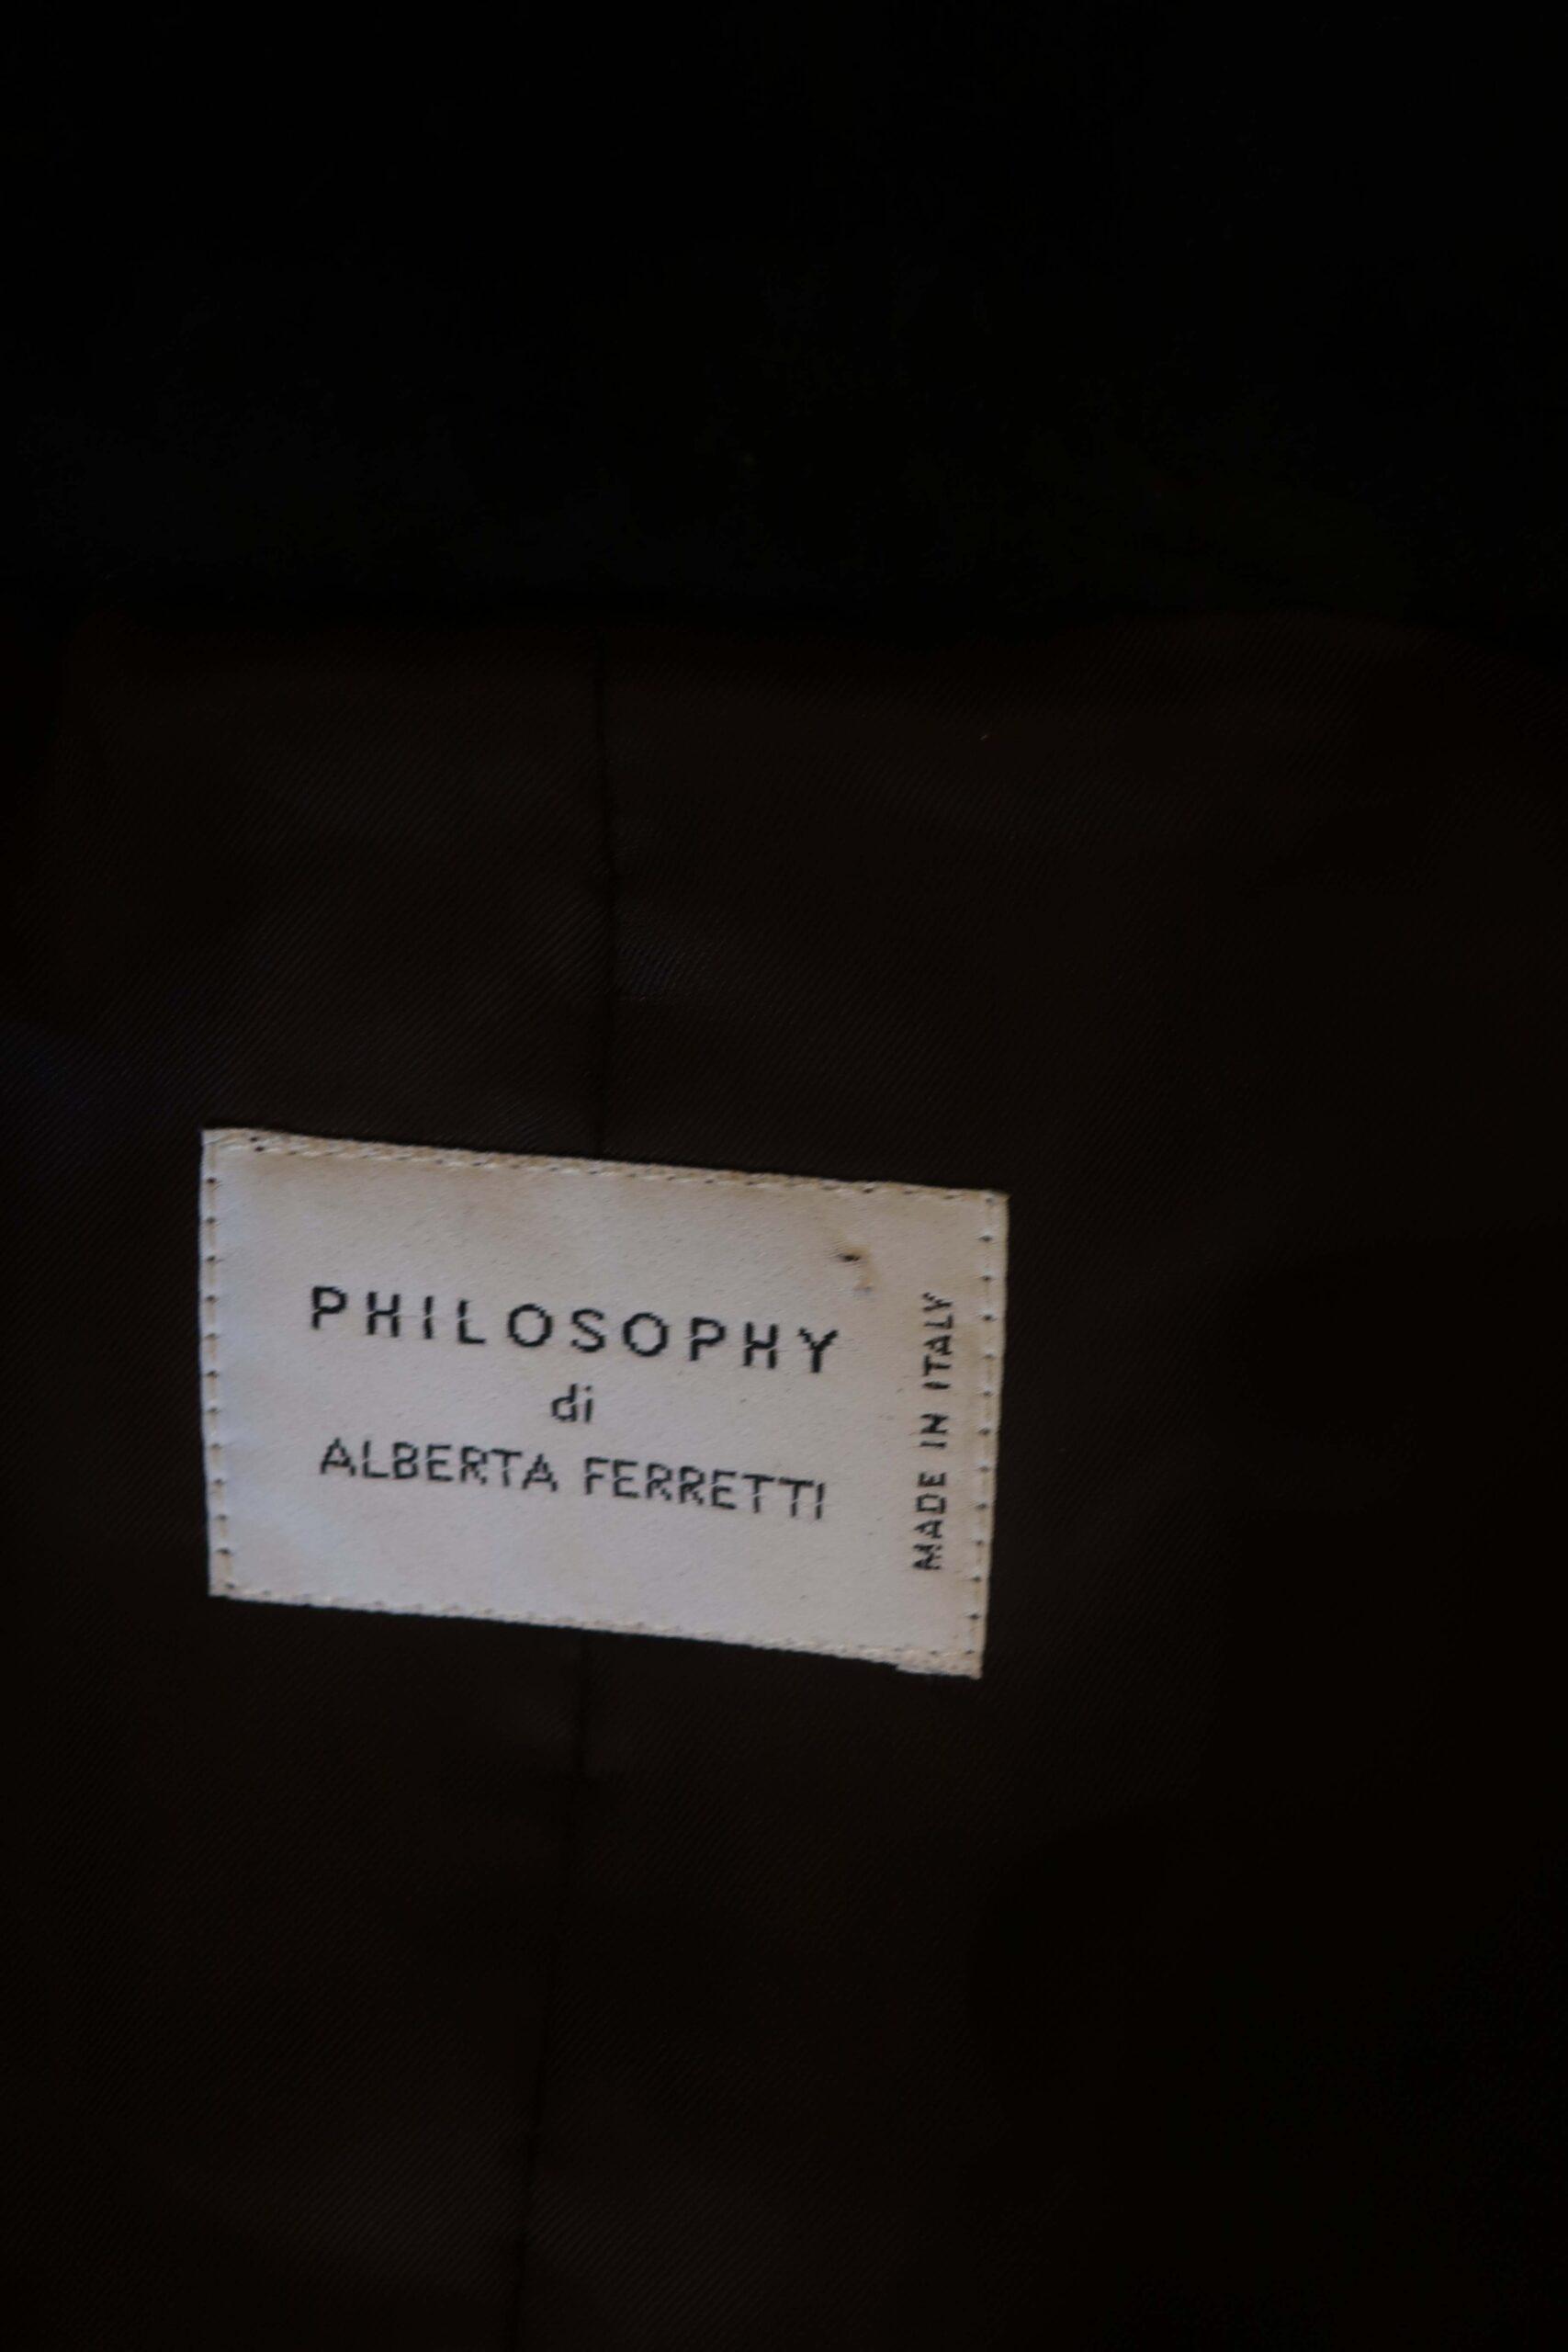 PHILOSOPHY
di
ALBERTA FERRETTI
MADE IN ITALY